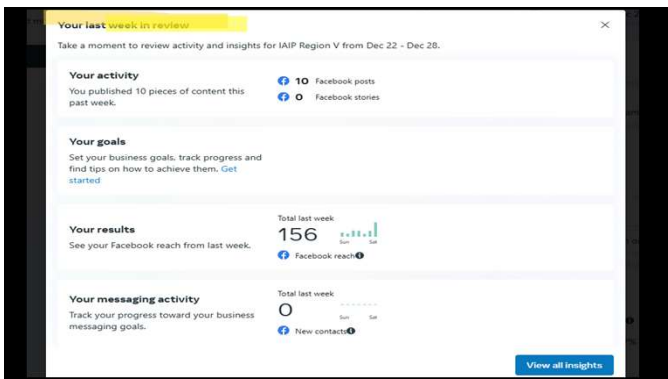 Your last week in review
Take a moment to review activity and insights for IAIP Region V from Dec 22 - Dec 28.
Your activity
You published 10 pieces of content this
past week.
10 Facebook posts
0 Facebook stories
Your goals
Set your business goals, track progress and
find tips on how to achieve them. Get
started
Your results
See your Facebook reach from last week.
Total last week
156
Sun Sat
Facebook reach
Your messaging activity
Track your progress toward your business
messaging goals.
Total last week
0
Sun Sat
New contacts
View all insights